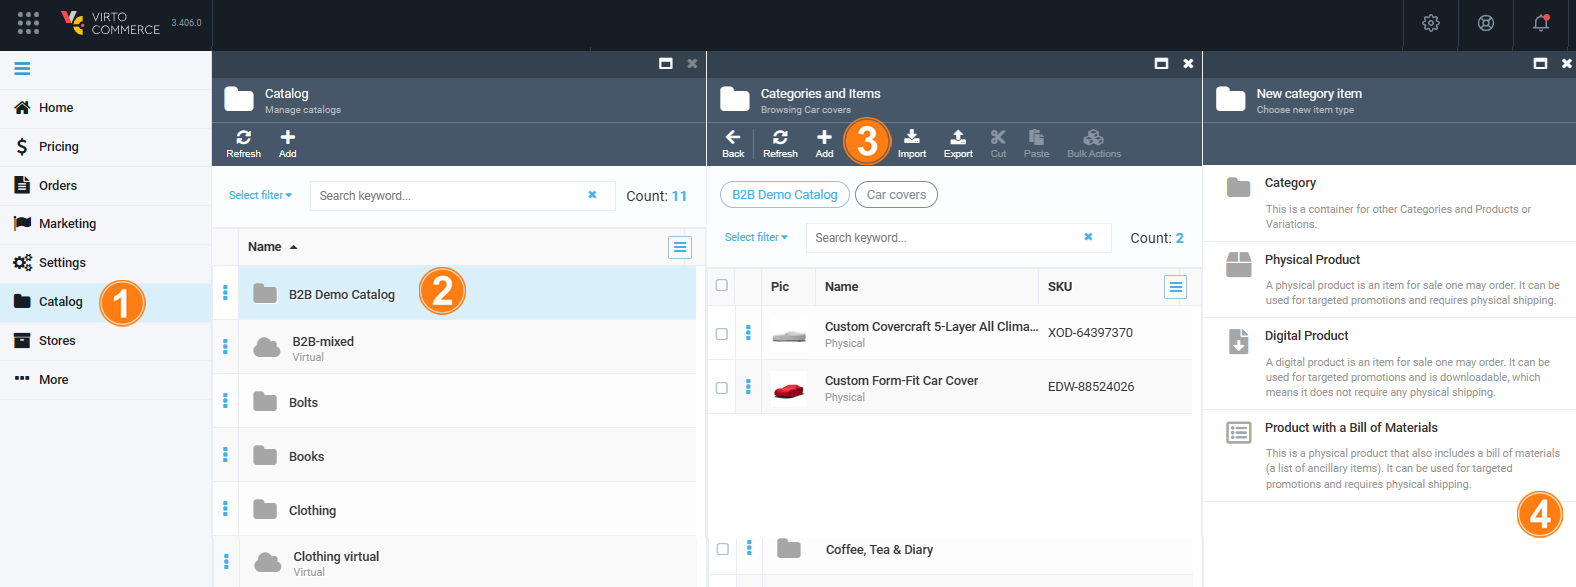 VIRTO
COMMERCE
3.406.0
Home
Pricing
Orders
Marketing
Settings
Catalog
1
Stores
More
Catalog
Manage catalogs
Refresh
Add
Select filter
Search keyword...
Count: 11
Name
B2B Demo Catalog
2
B2B-mixed
Virtual
Bolts
Books
Clothing
Clothing virtual
Virtual
Categories and Items
Browsing Car covers
Back
Refresh
Add
3
Import
Export
Cut
Paste
Bulk Actions
B2B Demo Catalog
Car covers
Select filter
Search keyword...
Count: 2
Pic
Name
SKU
Custom Covercraft 5-Layer All Clima...
Physical
XOD-64397370
Custom Form-Fit Car Cover
Physical
EDW-88524026
Coffee, Tea & Diary
New category item
Choose new item type
Category
This is a container for other Categories and Products or
Variations.
Physical Product
A physical product is an item for sale one may order. It can be
used for targeted promotions and requires physical shipping.
Digital Product
A digital product is an item for sale one may order. It can be
used for targeted promotions and is downloadable, which
means it does not require any physical shipping.
Product with a Bill of Materials
This is a physical product that also includes a bill of materials
(a list of ancillary items). It can be used for targeted
promotions and requires physical shipping.
4